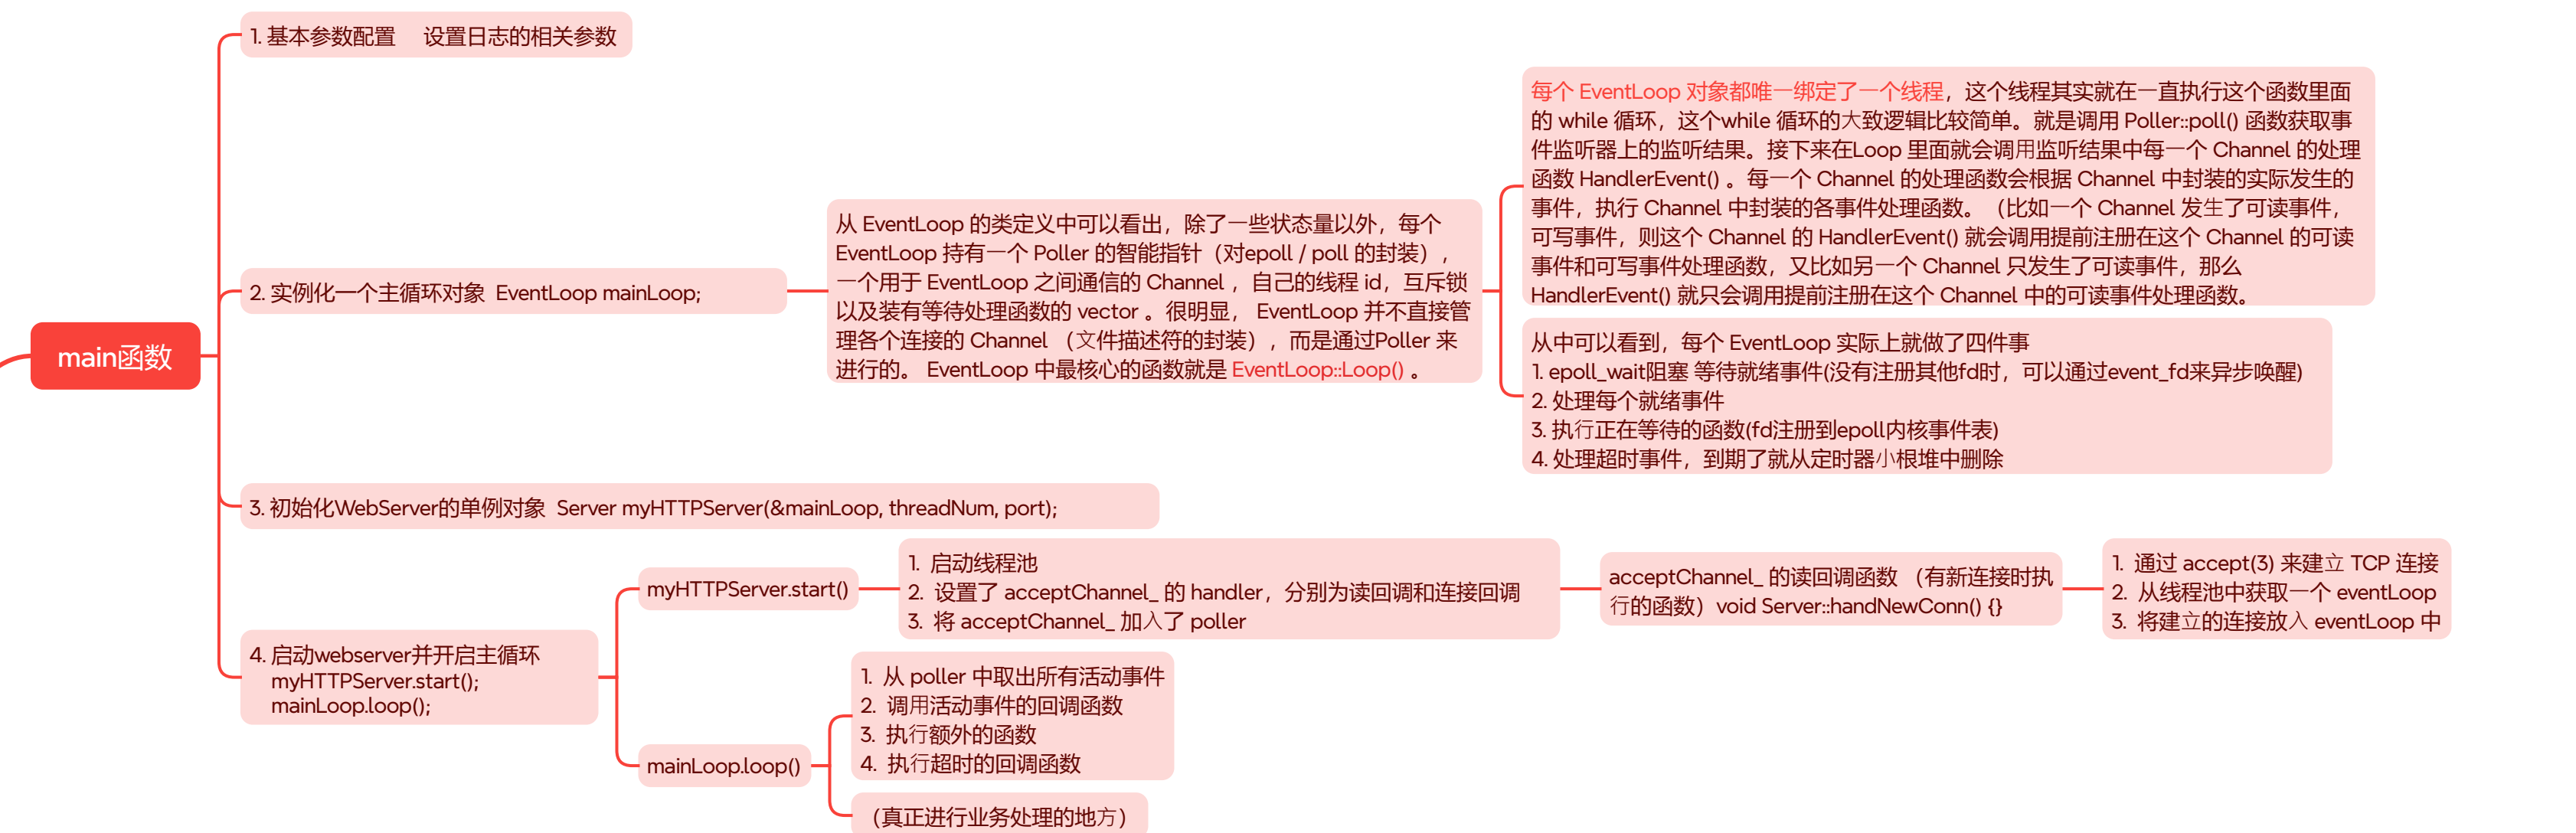 main函数
1. 基本参数配置    设置日志的相关参数
2. 实例化一个主循环对象  EventLoop mainLoop;
从 EventLoop 的类定义中可以看出，除了一些状态量以外，每个
EventLoop 持有一个 Poller 的智能指针（对epoll / poll 的封装），
一个用于 EventLoop 之间通信的 Channel ，自己的线程 id，互斥锁
以及装有等待处理函数的 vector 。很明显， EventLoop 并不直接管
理各个连接的 Channel （文件描述符的封装），而是通过Poller 来
进行的。 EventLoop 中最核心的函数就是 EventLoop::Loop() 。
每个 EventLoop 对象都唯一绑定了一个线程，这个线程其实就在一直执行这个函数里面
的 while 循环，这个while 循环的大致逻辑比较简单。就是调用 Poller::poll() 函数获取事
件监听器上的监听结果。接下来在Loop 里面就会调用监听结果中每一个 Channel 的处理
函数 HandlerEvent() 。每一个 Channel 的处理函数会根据 Channel 中封装的实际发生的
事件，执行 Channel 中封装的各事件处理函数。（比如一个 Channel 发生了可读事件，
可写事件，则这个 Channel 的 HandlerEvent() 就会调用提前注册在这个 Channel 的可读
事件和可写事件处理函数，又比如另一个 Channel 只发生了可读事件，那么
HandlerEvent() 就只会调用提前注册在这个 Channel 中的可读事件处理函数。
从中可以看到，每个 EventLoop 实际上就做了四件事
1. epoll_wait阻塞 等待就绪事件(没有注册其他fd时，可以通过event_fd来异步唤醒)
2. 处理每个就绪事件
3. 执行正在等待的函数(fd注册到epoll内核事件表)
4. 处理超时事件，到期了就从定时器小根堆中删除
3. 初始化WebServer的单例对象  Server myHTTPServer(&mainLoop, threadNum, port);
4. 启动webserver并开启主循环
myHTTPServer.start();
mainLoop.loop();
myHTTPServer.start()
1. 启动线程池
2. 设置了 acceptChannel_ 的 handler，分别为读回调和连接回调
3. 将 acceptChannel_ 加入了 poller
acceptChannel_ 的读回调函数 （有新连接时执
行的函数）void Server::handNewConn() {}
1. 通过 accept(3) 来建立 TCP 连接
2. 从线程池中获取一个 eventLoop
3. 将建立的连接放入 eventLoop 中
mainLoop.loop()
1. 从 poller 中取出所有活动事件
2. 调用活动事件的回调函数
3. 执行额外的函数
4. 执行超时的回调函数
（真正进行业务处理的地方）